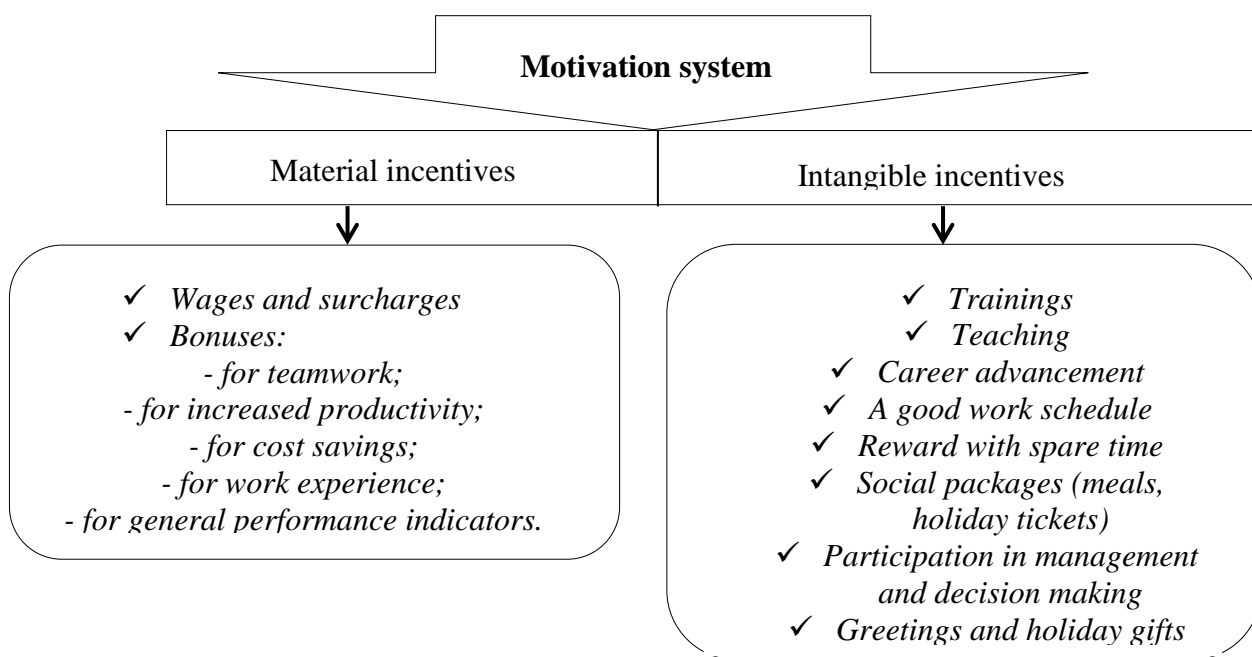 Motivation system
Material incentives
Intangible incentives
✓ Wages and surcharges
✓ Bonuses:
- for teamwork;
- for increased productivity;
- for cost savings;
- for work experience;
- for general performance indicators.
✓ Trainings
✓ Teaching
✓ Career advancement
✓ A good work schedule
✓ Reward with spare time
✓ Social packages (meals,
holiday tickets)
✓ Participation in management
and decision making
✓ Greetings and holiday gifts